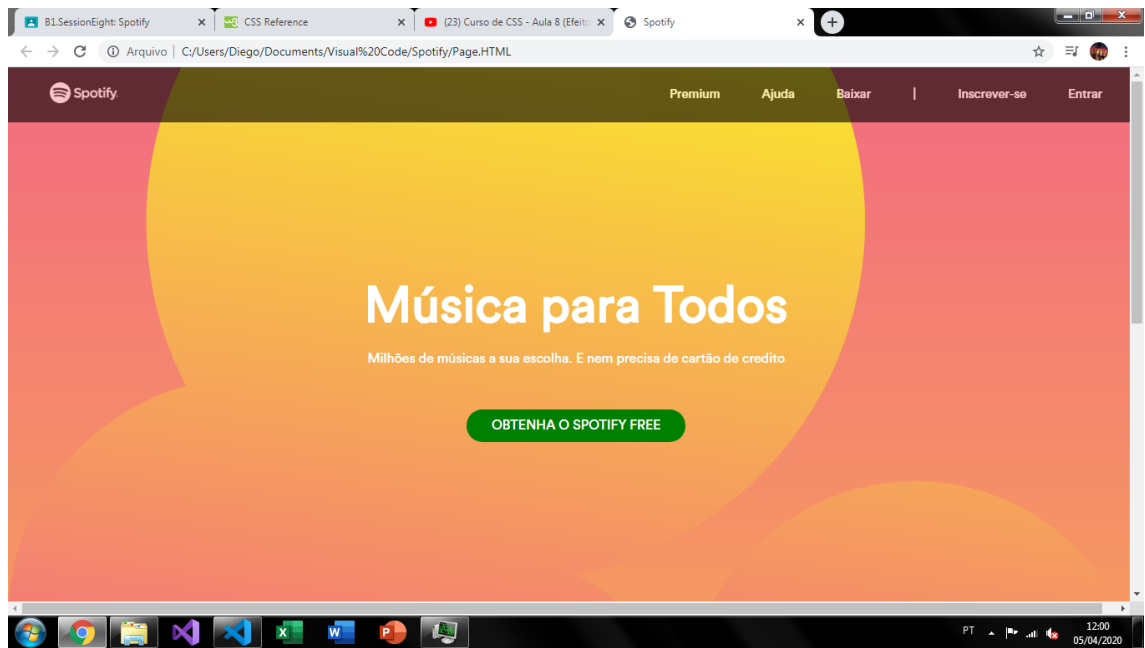 B1.SessionEight: Spotify
CSS Reference
(23) Curso de CSS - Aula 8 (Efeito
Spotify
Arquivo | C:/Users/Diego/Documents/Visual%20Code/Spotify/Page.HTML
Spotify
Premium Ajuda Baixar | Inscrever-se Entrar
Música para Todos
Milhões de músicas a sua escolha. E nem precisa de cartão de credito
OBTENHA O SPOTIFY FREE
PT
12:00
05/04/2020